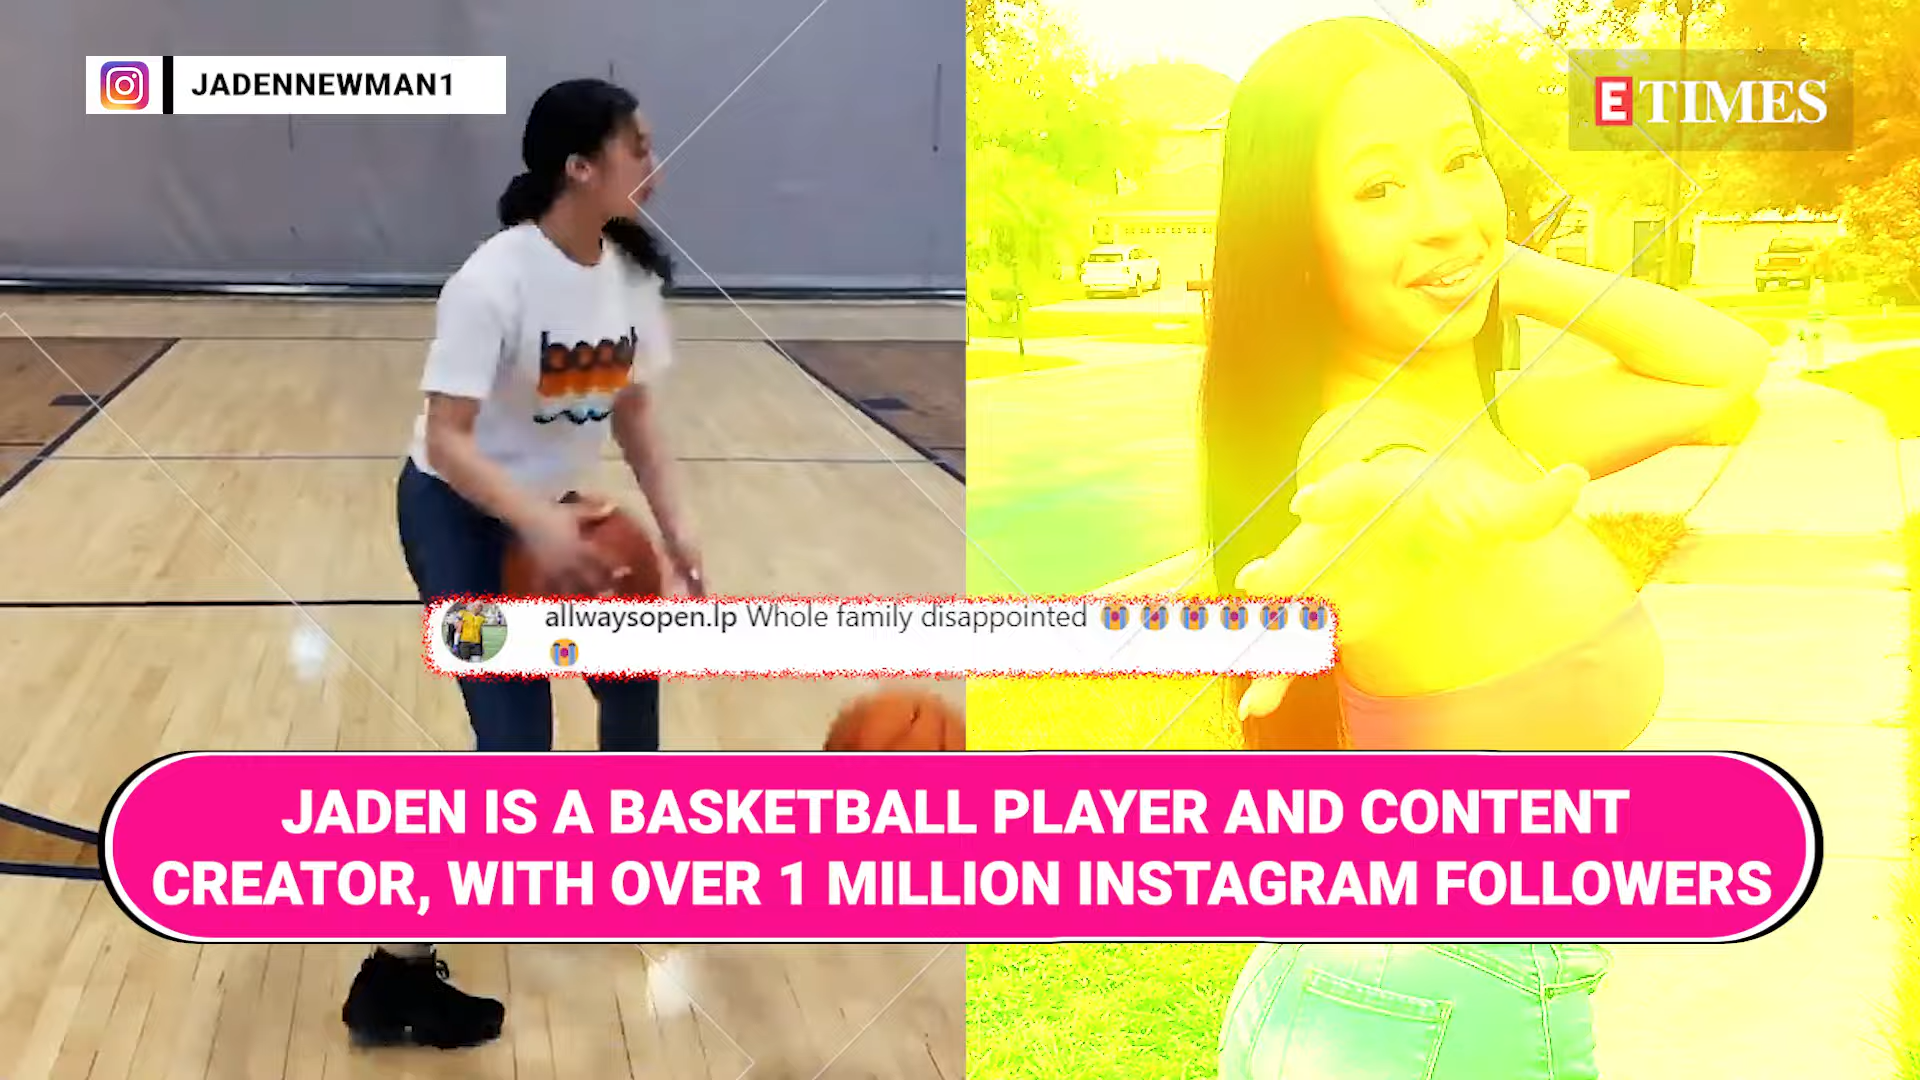 JADENNEWMAN1
E TIMES
allwaysopen.lp Whole family disappointed 😭😭😭😭😭😭
😭
JADEN IS A BASKETBALL PLAYER AND CONTENT
CREATOR, WITH OVER 1 MILLION INSTAGRAM FOLLOWERS